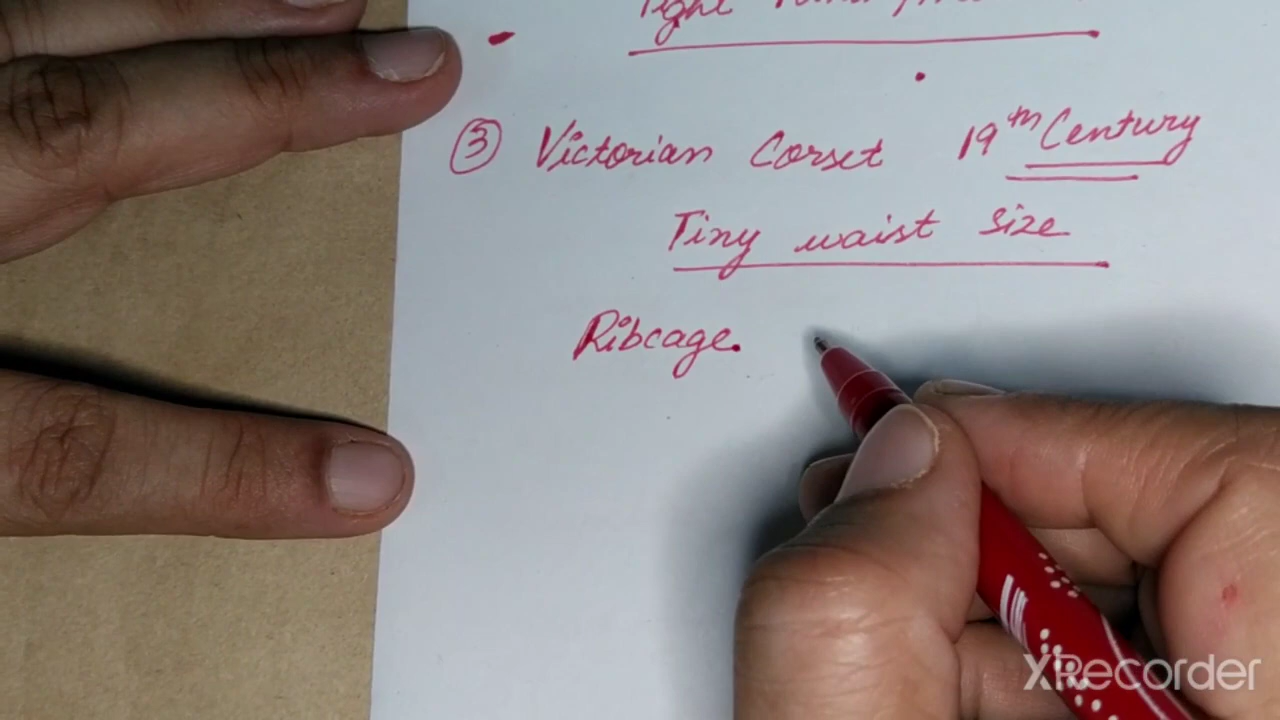 ③ Victorian Corset 19th Century
Tiny waist size
Ribcage.
XRecorder